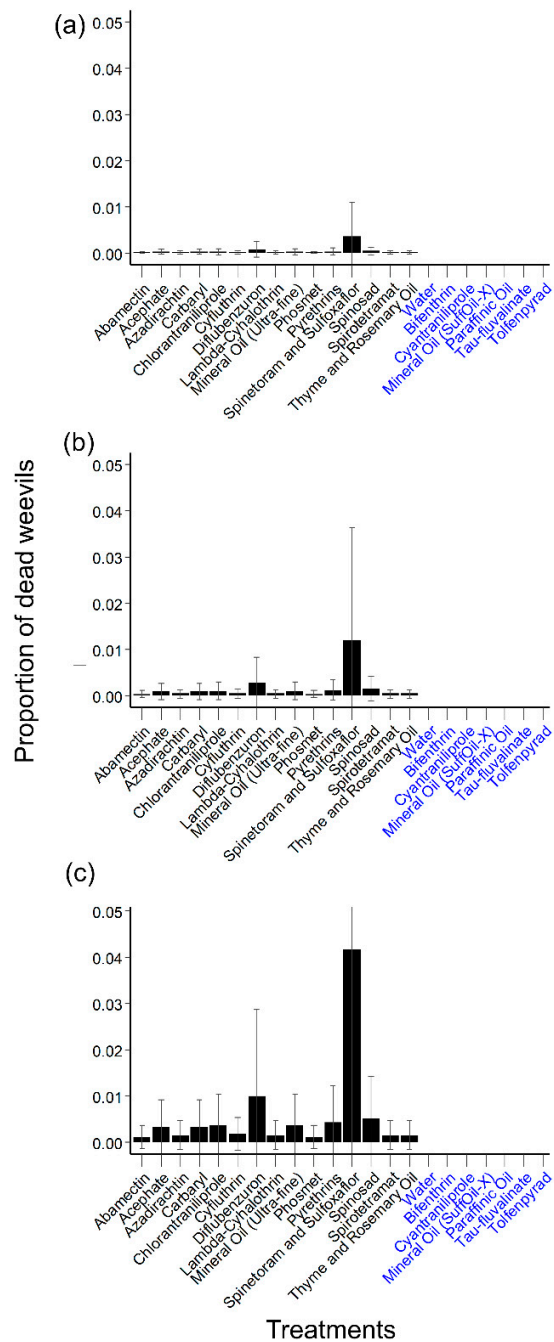 (a)
0.05
0.04
0.03
0.02
0.01
0.00
Abamectin
Acephate
Azadirachtin
Carbaryl
Chlorantraniliprole
Cyfluthrin
Diflubenzuron
Lambda-Cyhalothrin
Mineral Oil (Ultra-fine)
Phosmet
Pyrethrins
Spinetoram and Sulfoxaflor
Spinosad
Spirotetramat
Thyme and Rosemary Oil
Water
Bifenthrin
Cyantraniliprole
Mineral Oil (SuffOil-X)
Paraffinic Oil
Tau-fluvalinate
Tolfenpyrad
(b)
Proportion of dead weevils
0.05
0.04
0.03
0.02
0.01
0.00
Abamectin
Acephate
Azadirachtin
Carbaryl
Chlorantraniliprole
Cyfluthrin
Diflubenzuron
Lambda-Cyhalothrin
Mineral Oil (Ultra-fine)
Phosmet
Pyrethrins
Spinetoram and Sulfoxaflor
Spinosad
Spirotetramat
Thyme and Rosemary Oil
Water
Bifenthrin
Cyantraniliprole
Mineral Oil (SuffOil-X)
Paraffinic Oil
Tau-fluvalinate
Tolfenpyrad
(c)
0.05
0.04
0.03
0.02
0.01
0.00
Abamectin
Acephate
Azadirachtin
Carbaryl
Chlorantraniliprole
Cyfluthrin
Diflubenzuron
Lambda-Cyhalothrin
Mineral Oil (Ultra-fine)
Phosmet
Pyrethrins
Spinetoram and Sulfoxaflor
Spinosad
Spirotetramat
Thyme and Rosemary Oil
Water
Bifenthrin
Cyantraniliprole
Mineral Oil (SuffOil-X)
Paraffinic Oil
Tau-fluvalinate
Tolfenpyrad
Treatments